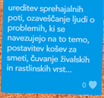 ureditev sprehajalnih
poti, ozaveščanje ljudi o
problemih, ki se
navezujejo na to temo,
postavitev košev za
smeti, čuvanje živalskih
in rastlinskih vrst...
0